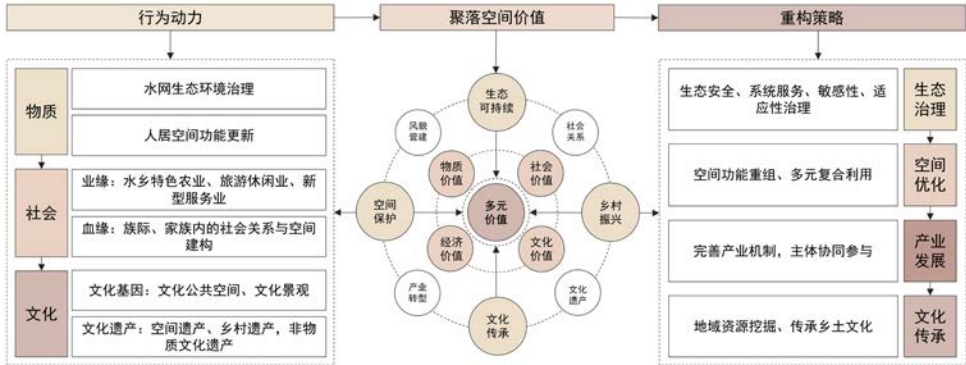 行为动力
聚落空间价值
重构策略
物质
水网生态环境治理
人居空间功能更新
社会
业缘：水乡特色农业、旅游休闲业、新
型服务业
血缘：族际、家族内的社会关系与空间
建构
文化
文化基因：文化公共空间、文化景观
文化遗产：空间遗产、乡村遗产，非物
质文化遗产
生态
可持续
风貌
营建
社会
关系
物质
价值
社会
价值
空间
保护
多元
价值
乡村
振兴
经济
价值
文化
价值
产业
转型
文化
遗产
文化
传承
生态安全、系统服务、敏感性、适
应性治理
生态
治理
空间功能重组、多元复合利用
空间
优化
完善产业机制，主体协同参与
产业
发展
地域资源挖掘、传承乡土文化
文化
传承